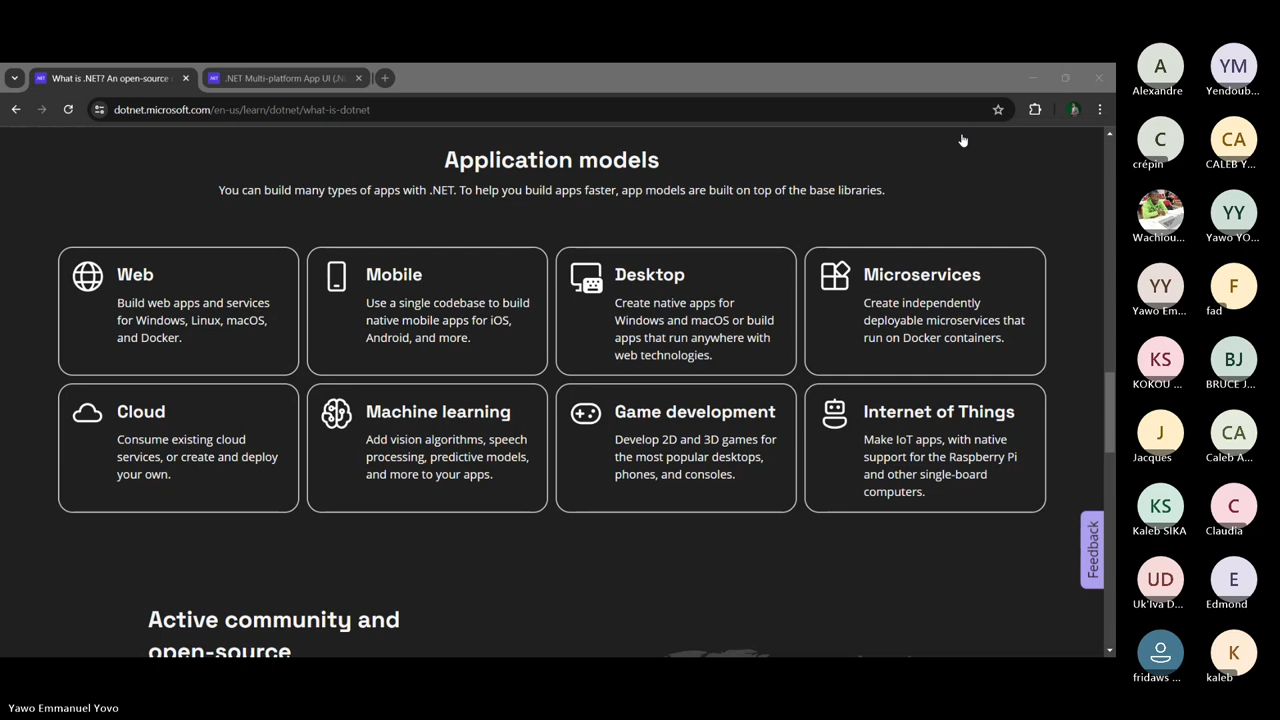 What is .NET? An open-source
.NET Multi-platform App UI (.N
dotnet.microsoft.com/en-us/learn/dotnet/what-is-dotnet
Application models
You can build many types of apps with .NET. To help you build apps faster, app models are built on top of the base libraries.
Web
Build web apps and services
for Windows, Linux, macOS,
and Docker.
Mobile
Use a single codebase to build
native mobile apps for iOS,
Android, and more.
Desktop
Create native apps for
Windows and macOS or build
apps that run anywhere with
web technologies.
Microservices
Create independently
deployable microservices that
run on Docker containers.
Cloud
Consume existing cloud
services, or create and deploy
your own.
Machine learning
Add vision algorithms, speech
processing, predictive models,
and more to your apps.
Game development
Develop 2D and 3D games for
the most popular desktops,
phones, and consoles.
Internet of Things
Make IoT apps, with native
support for the Raspberry Pi
and other single-board
computers.
Feedback
Active community and
open-source
A
Alexandre
YM
Yendoub...
C
crépin
CA
CALEB Y...
Wachiou...
YY
Yawo YO...
YY
Yawo Em...
F
fad
KS
KOKOU ...
BJ
BRUCE J...
J
Jacques
CA
Caleb A...
KS
Kaleb SIKA
C
Claudia
UD
Uk'Iva D...
E
Edmond
fridaws ...
K
kaleb
Yawo Emmanuel Yovo